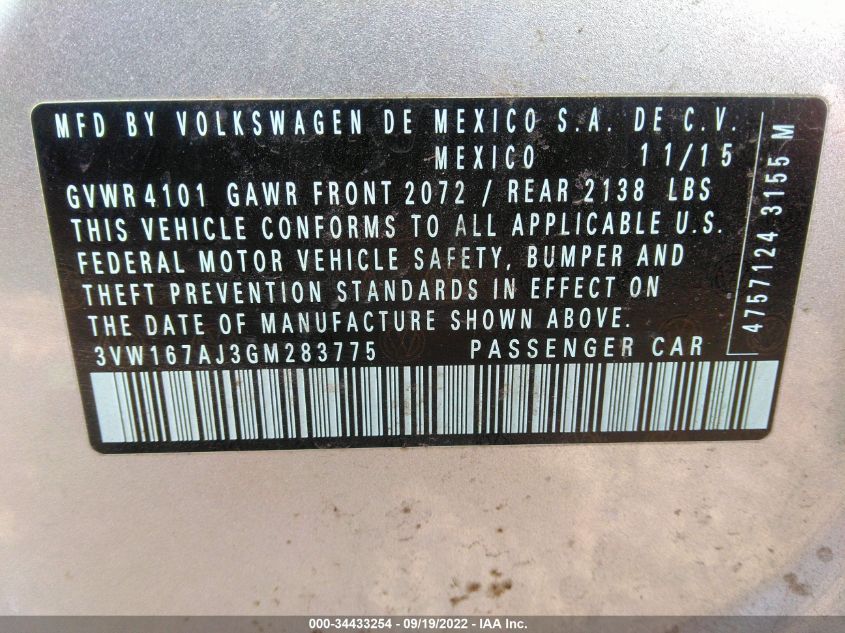 MFD BY VOLKSWAGEN DE MEXICO S.A. DE C.V.
MEXICO 11/15
GVWR 4101 GAWR FRONT 2072 / REAR 2138 LBS
THIS VEHICLE CONFORMS TO ALL APPLICABLE U.S.
FEDERAL MOTOR VEHICLE SAFETY, BUMPER AND
THEFT PREVENTION STANDARDS IN EFFECT ON
THE DATE OF MANUFACTURE SHOWN ABOVE.
3VW167AJ3GM283775 PASSENGER CAR
4757124 3155 M
000-34433254 - 09/19/2022 - IAA Inc.